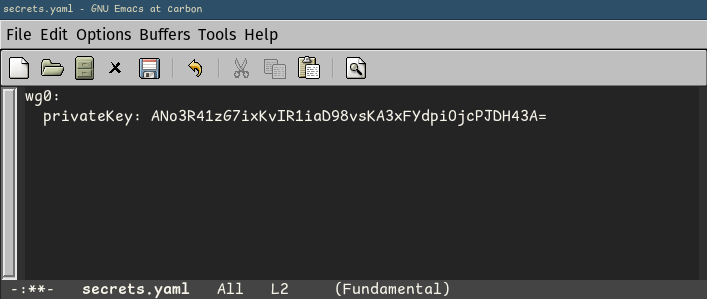 secrets.yaml - GNU Emacs at carbon
File Edit Options Buffers Tools Help
wg0:
  privateKey: ANo3R41zG7ixKvIR1iaD98vsKA3xFYdpiOjcPJDH43A=
-:**-   secrets.yaml   All   L2     (Fundamental)